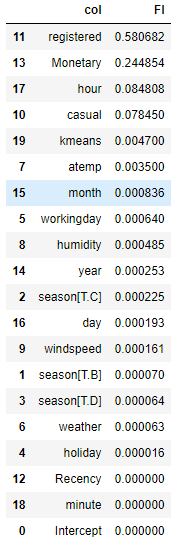 col FI
11 registered 0.580682
13 Monetary 0.244854
17 hour 0.084808
10 casual 0.078450
19 kmeans 0.004700
7 atemp 0.003500
15 month 0.000836
5 workingday 0.000640
8 humidity 0.000485
14 year 0.000253
2 season[T.C] 0.000225
16 day 0.000193
9 windspeed 0.000161
1 season[T.B] 0.000070
3 season[T.D] 0.000064
6 weather 0.000063
4 holiday 0.000016
12 Recency 0.000000
18 minute 0.000000
0 Intercept 0.000000